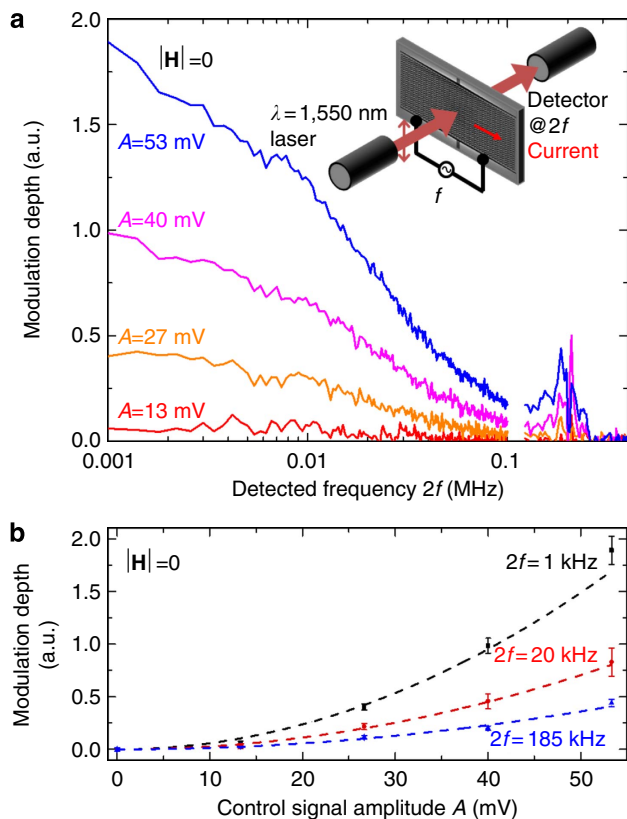 a
|H|=0
λ=1,550 nm
laser
Detector
@2f
Current
f
A=53 mV
A=40 mV
A=27 mV
A=13 mV
Modulation depth (a.u.)
2.0
1.5
1.0
0.5
0.0
0.001
0.01
0.1
Detected frequency 2f (MHz)
b
|H|=0
2f=1 kHz
2f=20 kHz
2f=185 kHz
Modulation depth
(a.u.)
2.0
1.5
1.0
0.5
0.0
0
10
20
30
40
50
Control signal amplitude A (mV)